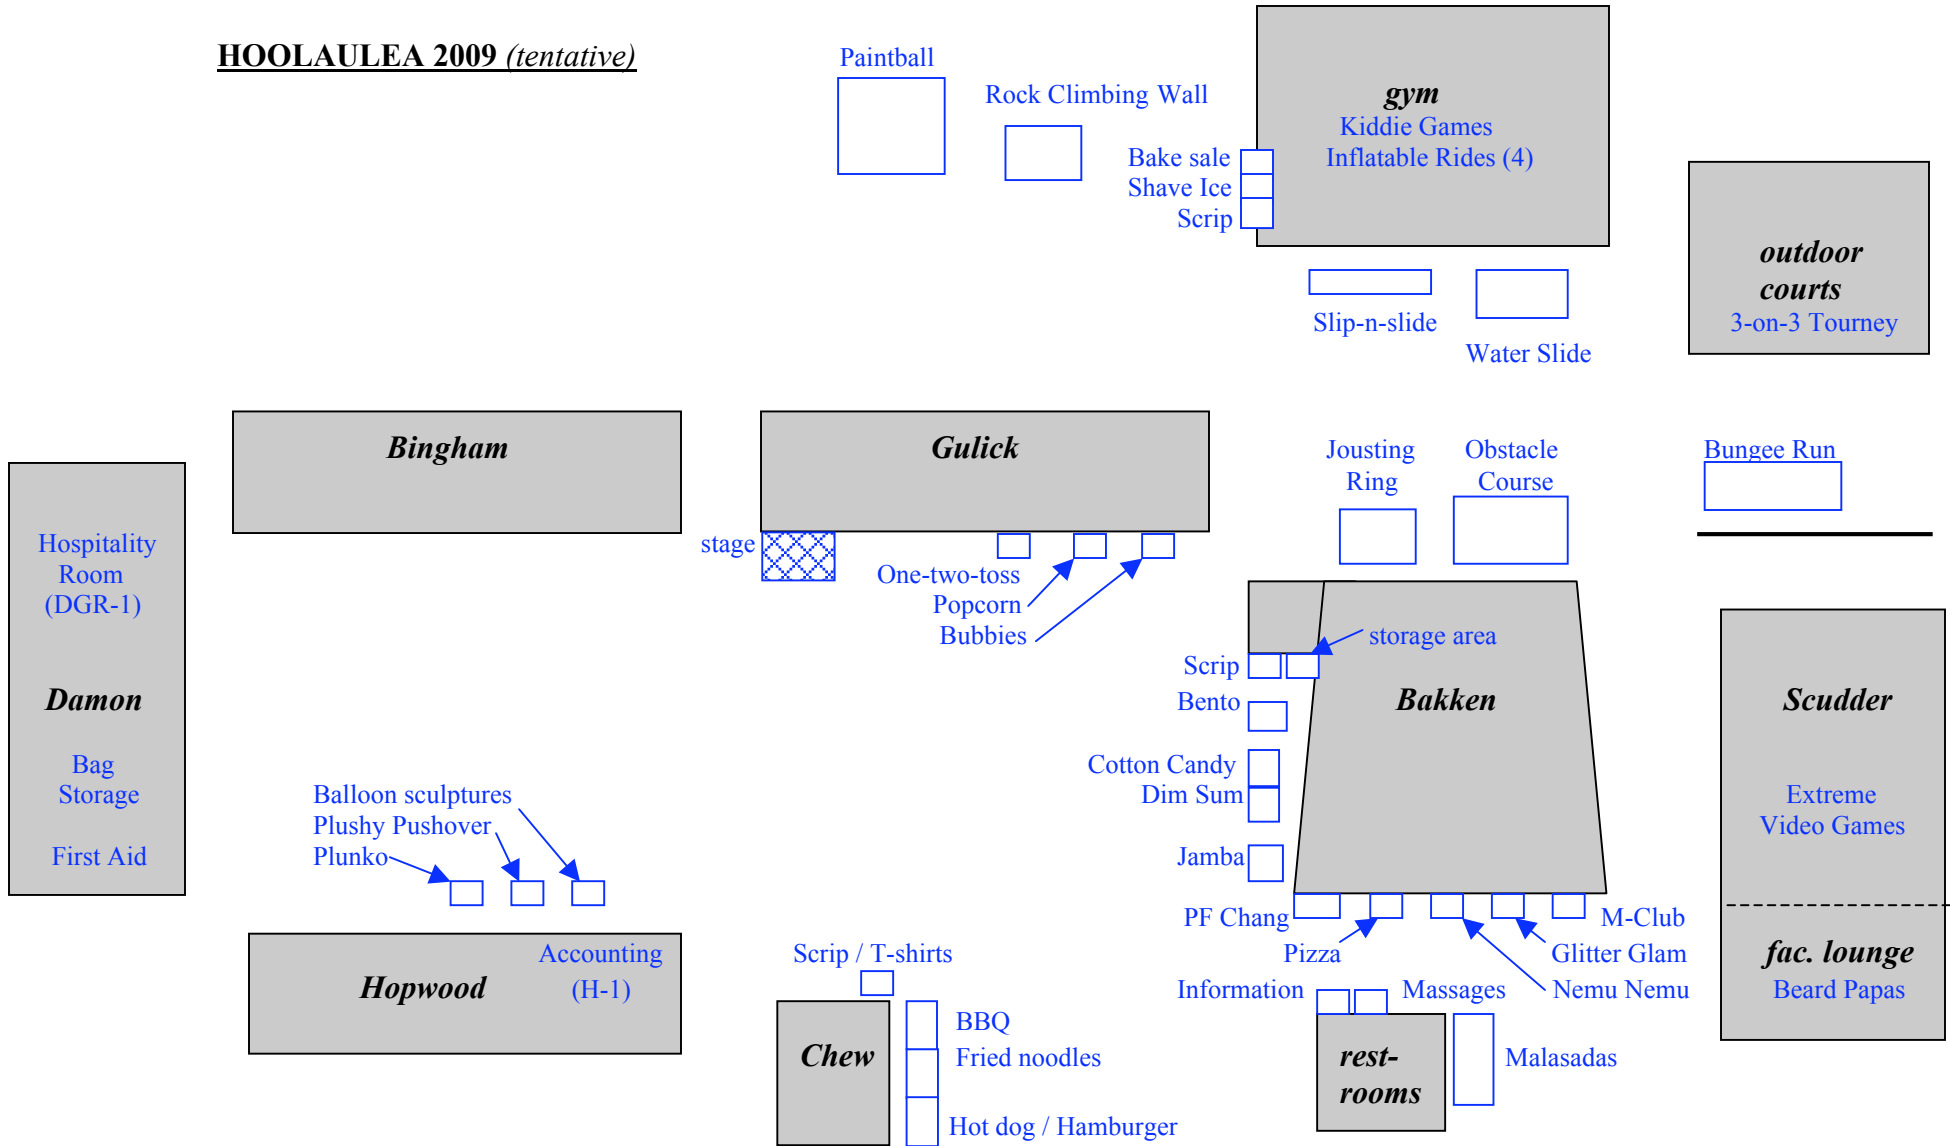 HOOLAULEA 2009 (tentative)
Paintball
Rock Climbing Wall
gym
Kiddie Games
Inflatable Rides (4)
Bake sale
Shave Ice
Scrip
outdoor
courts
3-on-3 Tourney
Slip-n-slide
Water Slide
Bingham
Gulick
Jousting
Ring
Obstacle
Course
Bungee Run
Hospitality
Room
(DGR-1)
Damon
Bag
Storage
First Aid
stage
One-two-toss
Popcorn
Bubbies
storage area
Scrip
Bento
Bakken
Cotton Candy
Dim Sum
Jamba
Scudder
Extreme
Video Games
Balloon sculptures
Plushy Pushover
Plunko
PF Chang
M-Club
Pizza
Glitter Glam
Information
Massages
Nemu Nemu
fac. lounge
Beard Papas
Hopwood
Accounting
(H-1)
Scrip / T-shirts
Chew
BBQ
Fried noodles
Hot dog / Hamburger
rest-
rooms
Malasadas